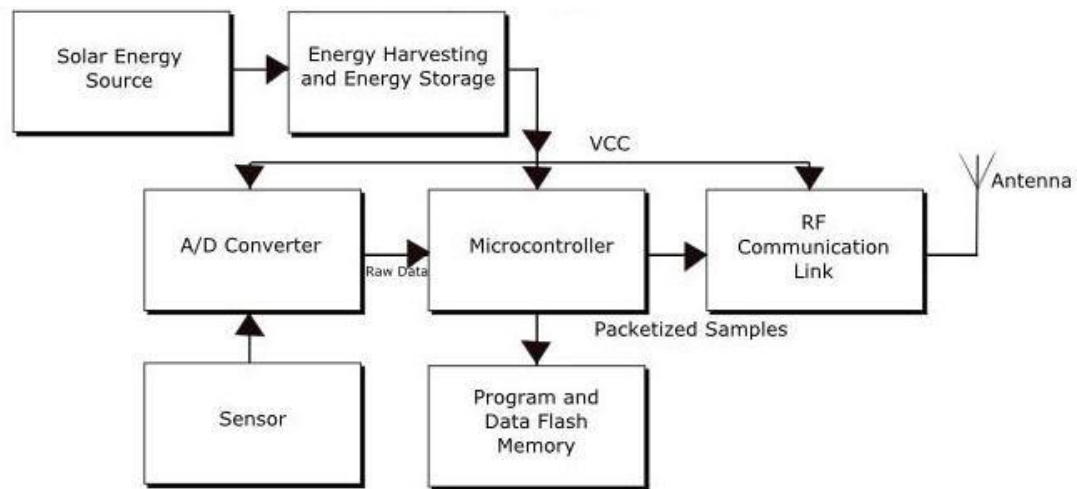 Solar Energy
Source
Energy Harvesting
and Energy Storage
VCC
Antenna
A/D Converter
Raw Data
Microcontroller
RF
Communication
Link
Packetized Samples
Sensor
Program and
Data Flash
Memory